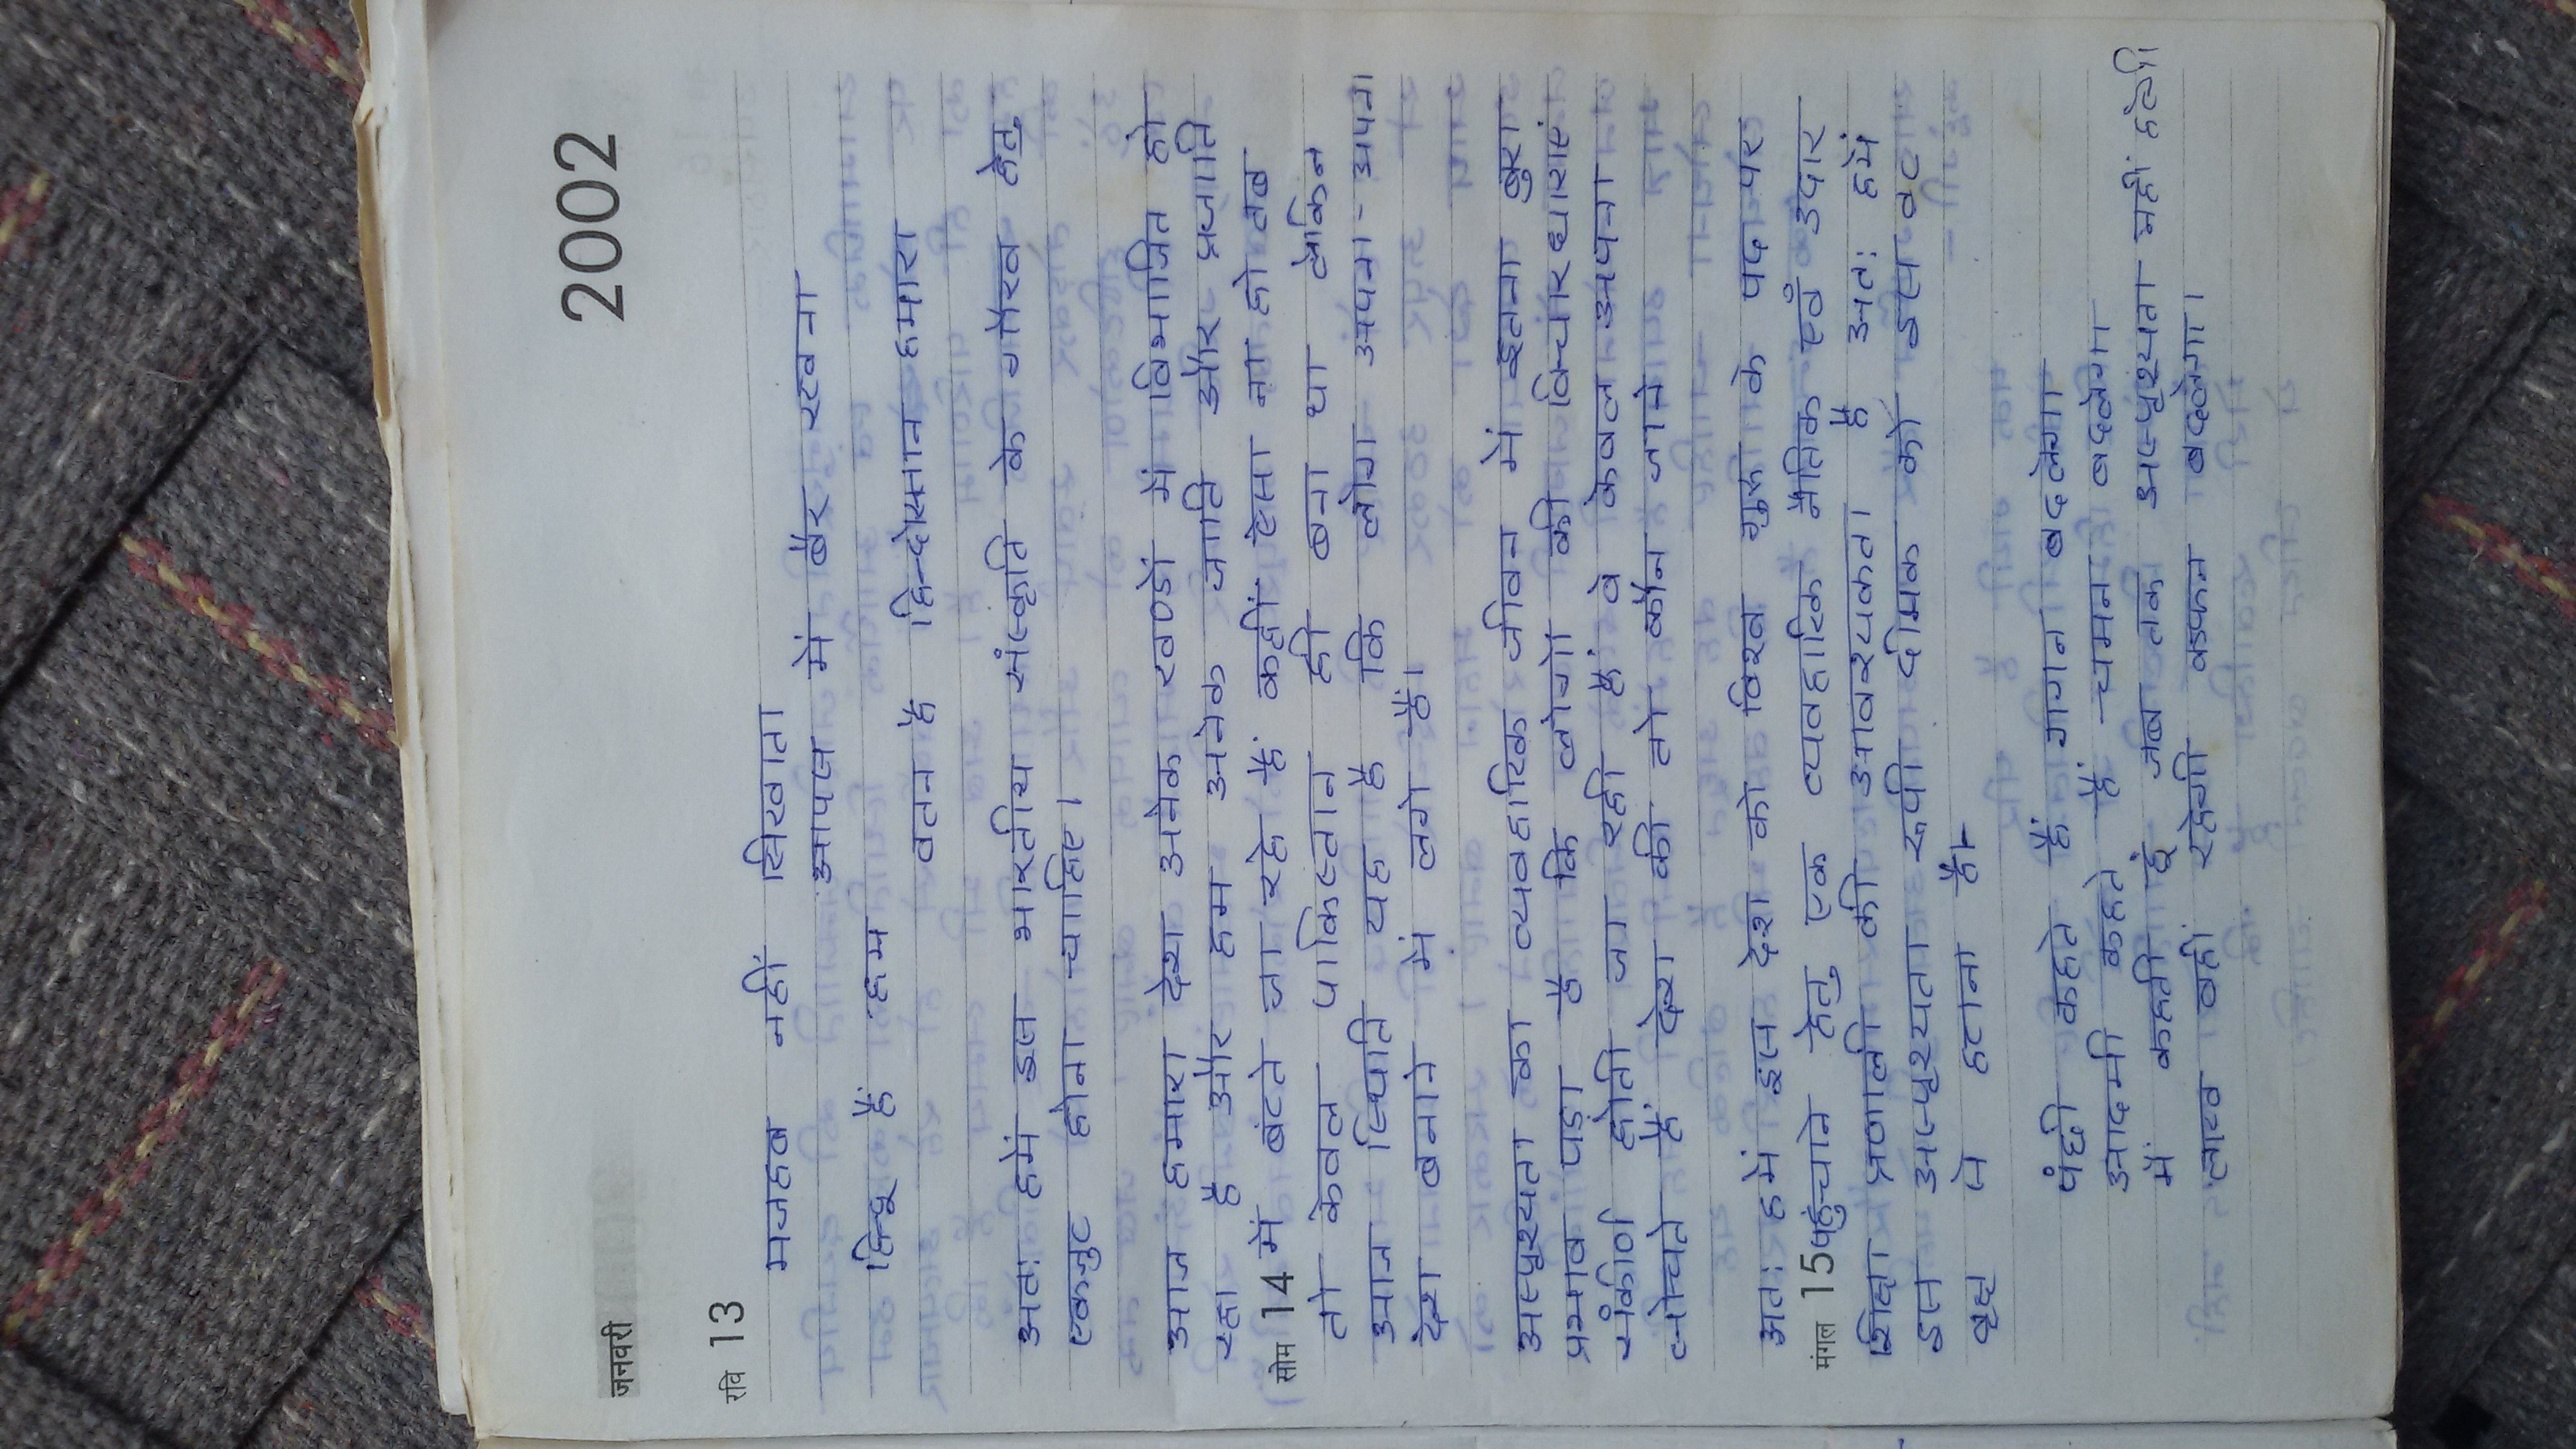 जनवरी 2002
रवि 13
मजहब नहीं सिखाता
आपस में बैर रखना
हिन्दू हैं हम
वतन है हिन्दोस्तान हमारा
अतः हमें इस भारतीय संस्कृति के गौरव हेतु
एकजुट होना चाहिए।
आज हमारा देश अनेक खण्डों में विभाजित हो
रहा है और हम अनेक जाति और प्रजाति
सोम 14 में बंटते जा रहे हैं कहीं ऐसा ना हो तब
तो केवल पाकिस्तान ही बना था लेकिन
आज स्थिति यह है कि लोग अपना-अपना
देश बनाने में लगे हैं।
अस्पृश्यता का व्यवहारिक जीवन में इतना बुरा
प्रभाव पड़ा है कि लोगों की विचारधाराएं
संकीर्ण होती जा रही हैं वे केवल अपना
सोचते हैं देश की तो कौन जाने
अतः हमें इस देश को विश्व गुरू के पद पर
मंगल 15 पहुँचाने हेतु एक व्यवहारिक नैतिक एवं उदार
शिक्षा प्रणाली की आवश्यकता है अतः हमें
इस अस्पृश्यता रूपी दीमक को इस वट
वृक्ष से हटाना है।
पंछी कहते हैं गगन बदलेगा
आदमी कहते हैं चमन बदलेगा
मैं कहती हूं जब तक अस्पृश्यता नहीं हटेगी
लाश वही रहेगी कफन बदलेगा।